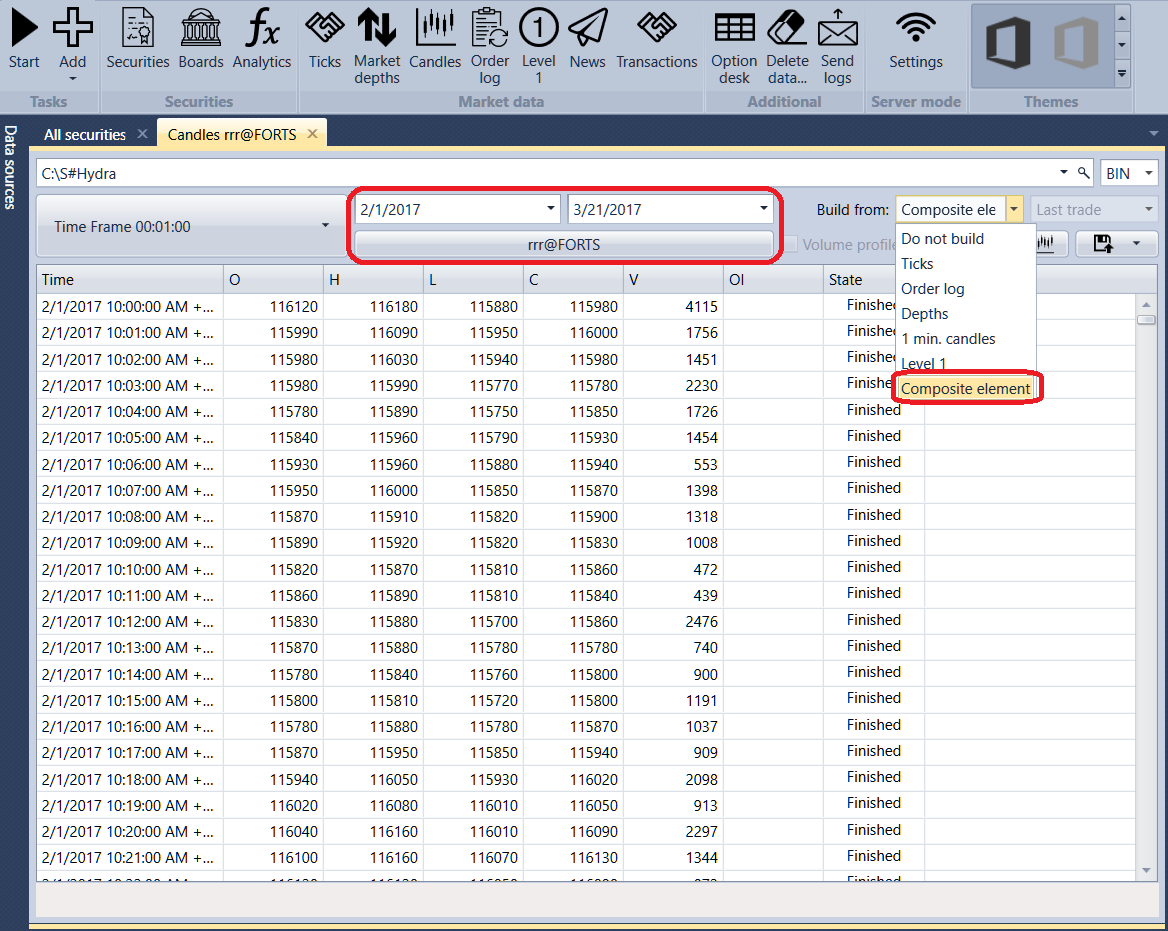 Start Add Securities Boards Analytics Ticks Market depths Candles Order log Level 1 News Transactions Option desk Delete data... Send logs Settings
1
Tasks Securities Market data Additional Server mode Themes
Data sources
All securities Candles rrr@FORTS
C:\S#Hydra BIN
Time Frame 00:01:00 2/1/2017 3/21/2017 Build from: Composite ele Last trade
rrr@FORTS Volume profile
Do not build
Ticks
Order log
Depths
1 min. candles
Level 1
Composite element
Time O H L C V OI State
2/1/2017 10:00:00 AM +... 116120 116180 115880 115980 4115 Finished
2/1/2017 10:01:00 AM +... 115990 116090 115950 116000 1756 Finished
2/1/2017 10:02:00 AM +... 115980 116030 115940 115980 1451 Finished
2/1/2017 10:03:00 AM +... 115980 115990 115770 115780 2230 Finished
2/1/2017 10:04:00 AM +... 115780 115890 115750 115850 1726 Finished
2/1/2017 10:05:00 AM +... 115840 115960 115790 115930 1454 Finished
2/1/2017 10:06:00 AM +... 115930 115960 115880 115940 553 Finished
2/1/2017 10:07:00 AM +... 115950 116000 115850 115870 1398 Finished
2/1/2017 10:08:00 AM +... 115870 115910 115820 115900 1318 Finished
2/1/2017 10:09:00 AM +... 115890 115920 115820 115830 1008 Finished
2/1/2017 10:10:00 AM +... 115820 115870 115810 115860 472 Finished
2/1/2017 10:11:00 AM +... 115860 115890 115810 115840 439 Finished
2/1/2017 10:12:00 AM +... 115830 115880 115700 115860 2476 Finished
2/1/2017 10:13:00 AM +... 115870 115880 115780 115780 740 Finished
2/1/2017 10:14:00 AM +... 115780 115840 115760 115800 900 Finished
2/1/2017 10:15:00 AM +... 115800 115810 115720 115800 1191 Finished
2/1/2017 10:16:00 AM +... 115780 115880 115780 115870 1037 Finished
2/1/2017 10:17:00 AM +... 115870 115950 115850 115940 909 Finished
2/1/2017 10:18:00 AM +... 115940 116050 115930 116020 2098 Finished
2/1/2017 10:19:00 AM +... 116020 116080 116010 116050 913 Finished
2/1/2017 10:20:00 AM +... 116040 116160 116010 116090 2297 Finished
2/1/2017 10:21:00 AM +... 116100 116160 116070 116130 1344 Finished